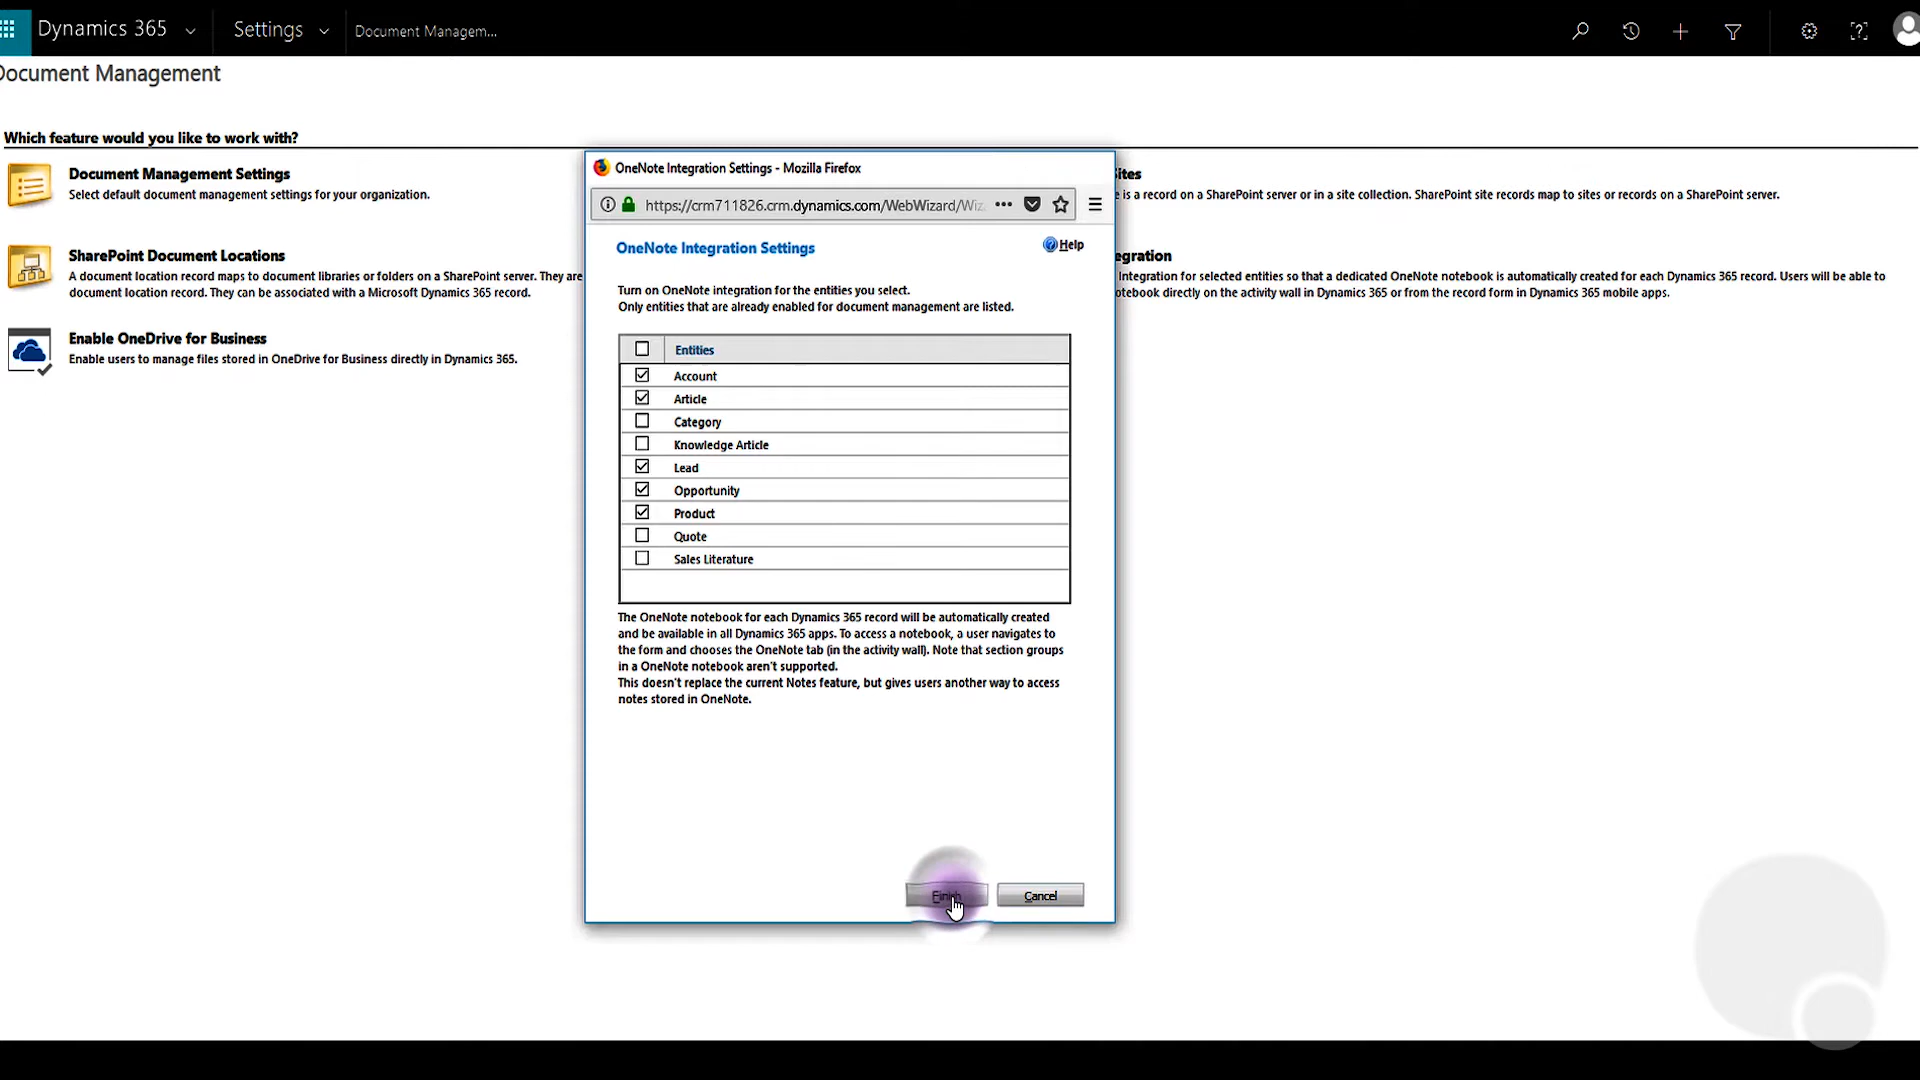 Dynamics 365
Settings
Document Managem...
Document Management
Which feature would you like to work with?
Document Management Settings
Select default document management settings for your organization.
SharePoint Document Locations
A document location record maps to document libraries or folders on a SharePoint server. They are
document location record. They can be associated with a Microsoft Dynamics 365 record.
Enable OneDrive for Business
Enable users to manage files stored in OneDrive for Business directly in Dynamics 365.
Sites
e is a record on a SharePoint server or in a site collection. SharePoint site records map to sites or records on a SharePoint server.
egration
Integration for selected entities so that a dedicated OneNote notebook is automatically created for each Dynamics 365 record. Users will be able to
otebook directly on the activity wall in Dynamics 365 or from the record form in Dynamics 365 mobile apps.
OneNote Integration Settings - Mozilla Firefox
https://crm711826.crm.dynamics.com/WebWizard/Wiz
OneNote Integration Settings
Help
Turn on OneNote integration for the entities you select.
Only entities that are already enabled for document management are listed.
Entities
Account
Article
Category
Knowledge Article
Lead
Opportunity
Product
Quote
Sales Literature
The OneNote notebook for each Dynamics 365 record will be automatically created
and be available in all Dynamics 365 apps. To access a notebook, a user navigates to
the form and chooses the OneNote tab (in the activity wall). Note that section groups
in a OneNote notebook aren't supported.
This doesn't replace the current Notes feature, but gives users another way to access
notes stored in OneNote.
Finish
Cancel